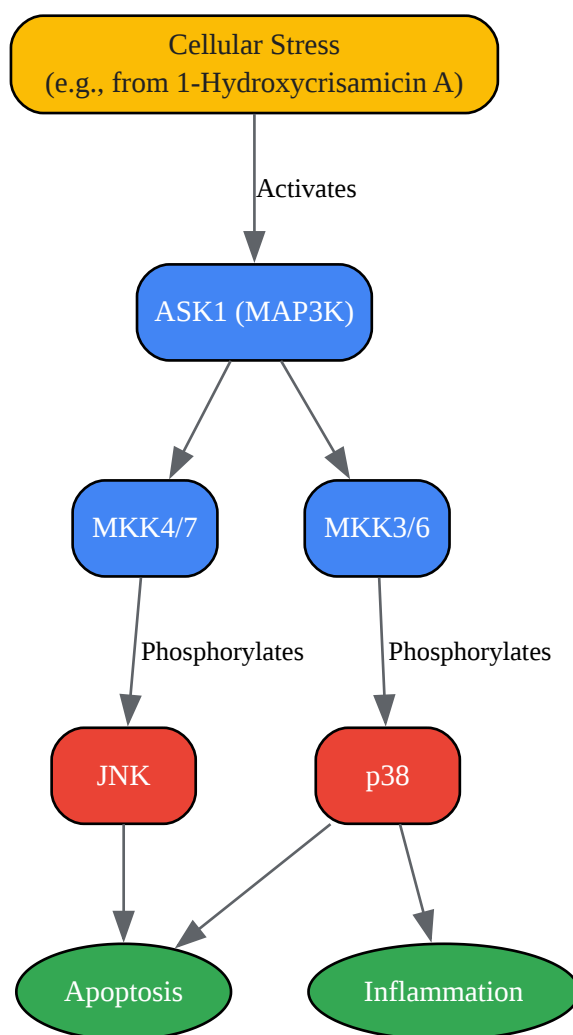 Cellular Stress
(e.g., from 1-Hydroxycrisamicin A)
Activates
ASK1 (MAP3K)
MKK4/7
MKK3/6
Phosphorylates
Phosphorylates
JNK
p38
Apoptosis
Inflammation